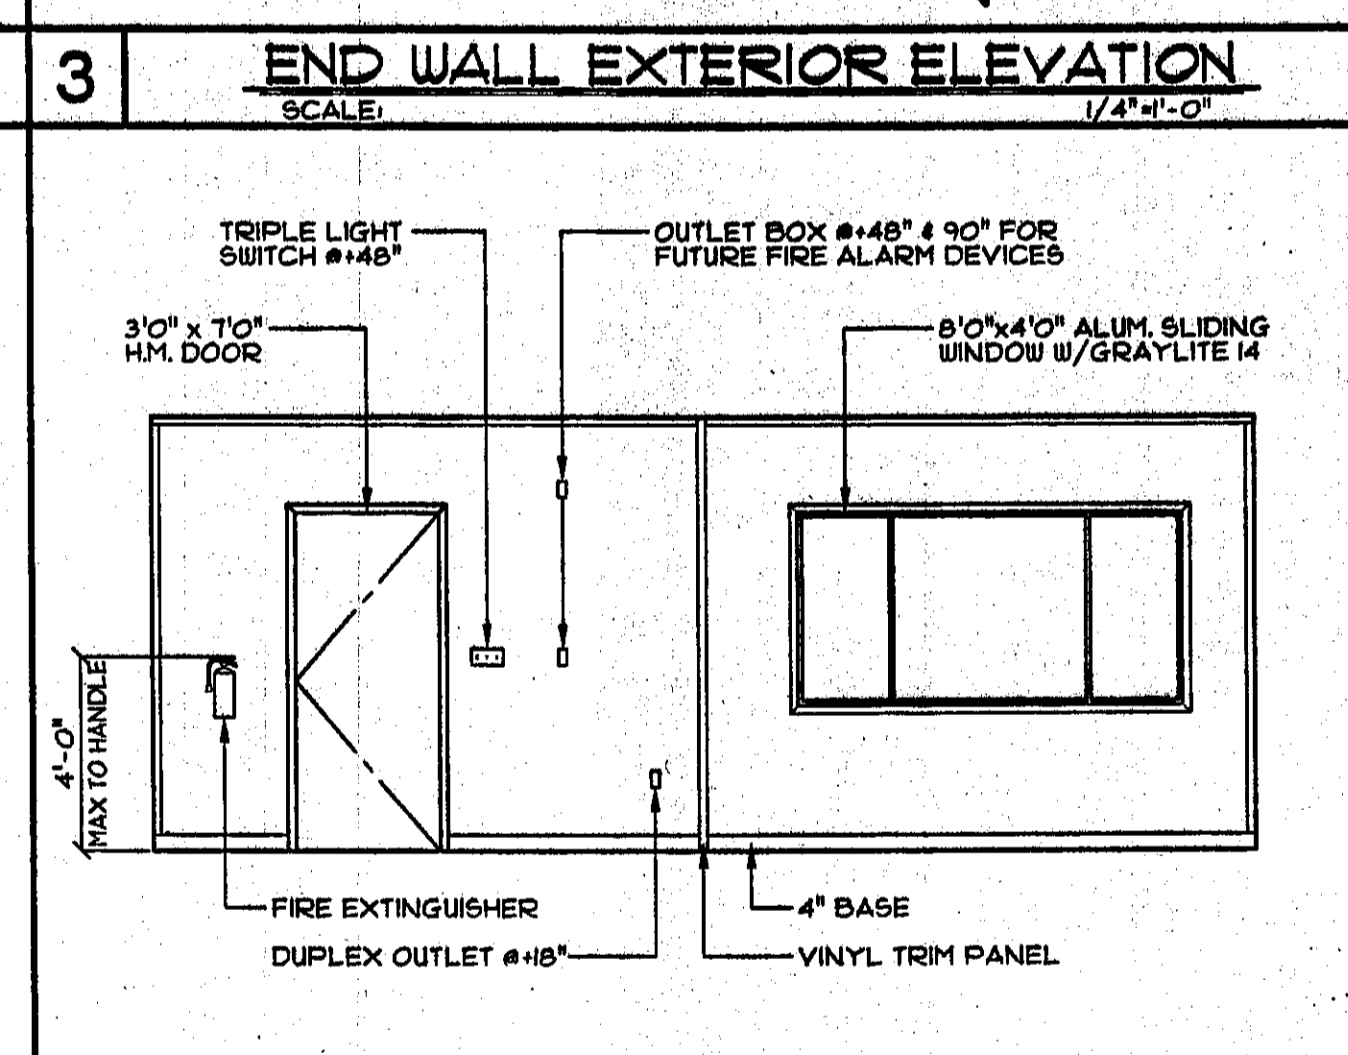 3
END WALL EXTERIOR ELEVATION
SCALE:
1/4"=1'-0"
TRIPLE LIGHT
SWITCH @+48"
OUTLET BOX @+48" & 90" FOR
FUTURE FIRE ALARM DEVICES
3'0" x 7'0"
H.M. DOOR
8'0"x4'0" ALUM. SLIDING
WINDOW W/GRAYLITE 14
4'-0"
MAX TO HANDLE
FIRE EXTINGUISHER
4" BASE
DUPLEX OUTLET @+18"
VINYL TRIM PANEL